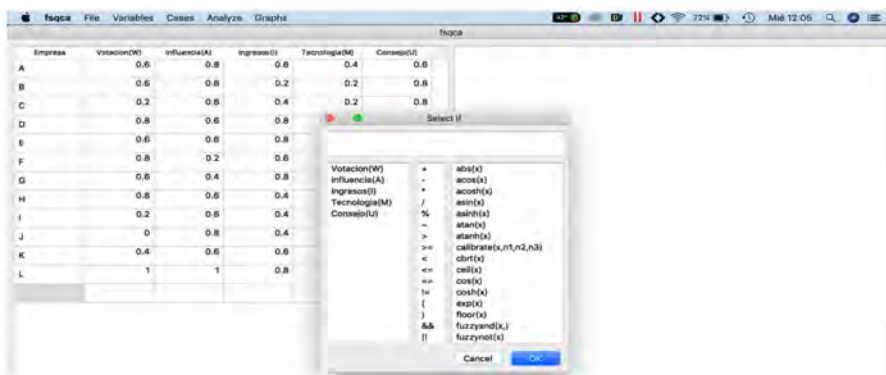 fsqca File Variables Cases Analyze Graphs 72% Mié 12:05
fsqca
Empresa Votacion(W) Influencia(A) Ingresos(I) Tecnologia(M) Consejo(U)
A 0.6 0.8 0.6 0.4 0.6
B 0.6 0.6 0.2 0.2 0.8
C 0.2 0.6 0.4 0.2 0.8
D 0.8 0.6 0.8
E 0.6 0.6 0.8
F 0.8 0.2 0.6
G 0.6 0.4 0.8
H 0.8 0.6 0.4
I 0.2 0.6 0.4
J 0 0.8 0.4
K 0.4 0.6 0.6
L 1 1 0.8
Select If
Votacion(W) + abs(x)
Influencia(A) - acos(x)
Ingresos(I) * acosh(x)
Tecnologia(M) / asin(x)
Consejo(U) % asinh(x)
~ atan(x)
> atanh(x)
>= calibrate(x,n1,n2,n3)
< cbrt(x)
<= ceil(x)
== cos(x)
!= cosh(x)
( exp(x)
) floor(x)
&& fuzzyand(x,)
|| fuzzynot(x)
Cancel OK